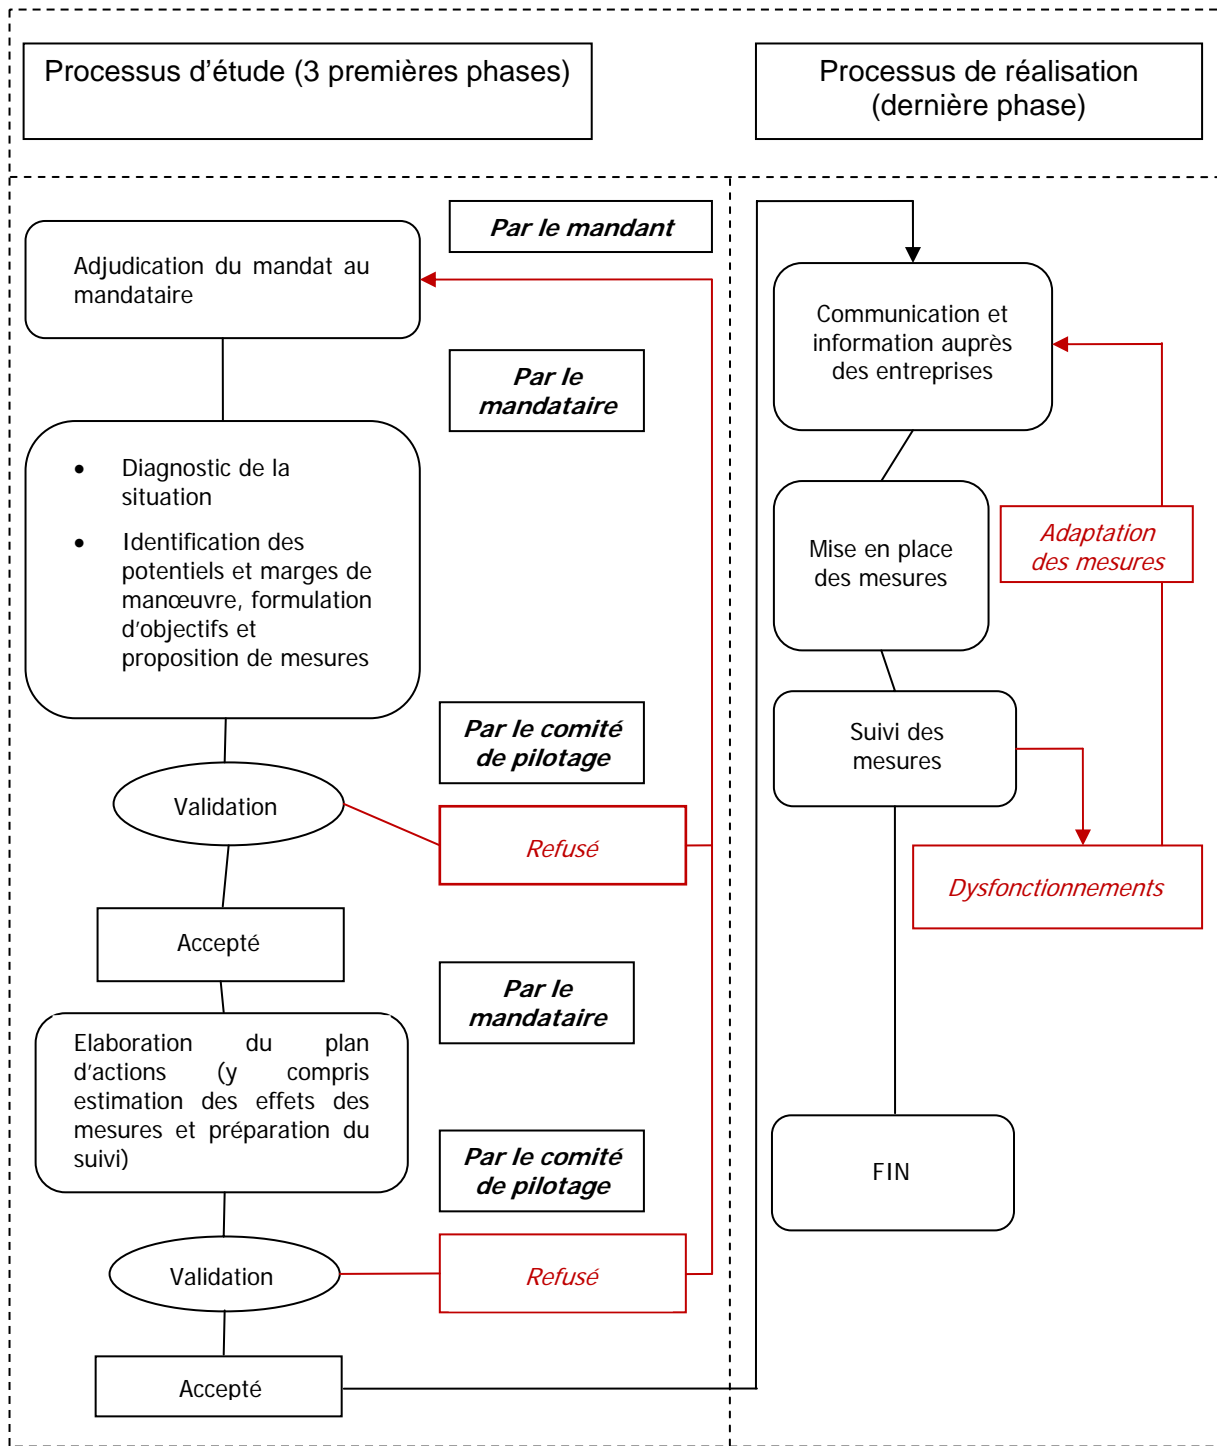 Processus d'étude (3 premières phases)
Processus de réalisation
(dernière phase)
Par le mandant
Adjudication du mandat au
mandataire
Par le
mandataire
• Diagnostic de la
situation
• Identification des
potentiels et marges de
manœuvre, formulation
d'objectifs et
proposition de mesures
Par le comité
de pilotage
Validation
Refusé
Accepté
Par le
mandataire
Elaboration du plan
d'actions (y compris
estimation des effets des
mesures et préparation du
suivi)
Par le comité
de pilotage
Validation
Refusé
Accepté
Communication et
information auprès
des entreprises
Mise en place
des mesures
Adaptation
des mesures
Suivi des
mesures
Dysfonctionnements
FIN